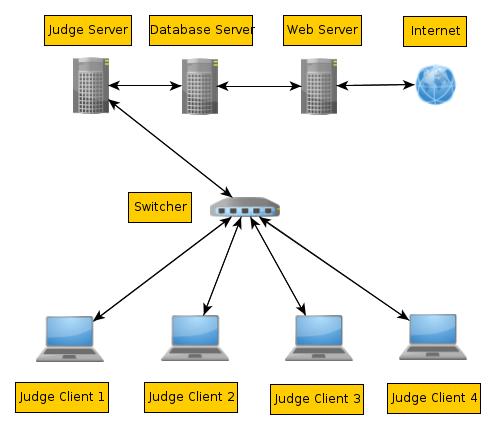 Judge Server
Database Server
Web Server
Internet
Switcher
Judge Client 1
Judge Client 2
Judge Client 3
Judge Client 4